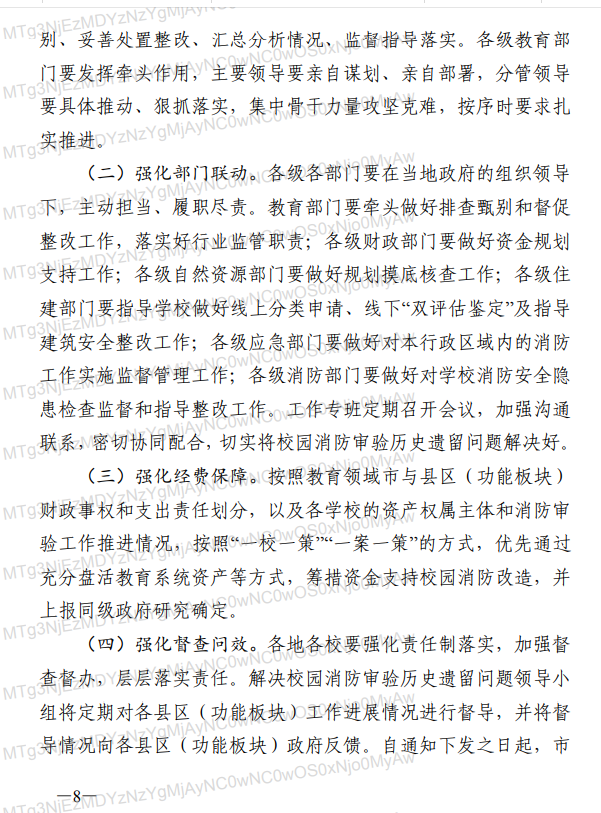 别、妥善处置整改、汇总分析情况、监督指导落实。各级教育部
门要发挥牵头作用，主要领导要亲自谋划、亲自部署，分管领导
要具体推动、狠抓落实，集中骨干力量攻坚克难，按序时要求扎
实推进。
（二）强化部门联动。各级各部门要在当地政府的组织领导
下，主动担当、履职尽责。教育部门要牵头做好排查甄别和督促
整改工作，落实好行业监管职责；各级财政部门要做好资金规划
支持工作；各级自然资源部门要做好规划摸底核查工作；各级住
建部门要指导学校做好线上分类申请、线下“双评估鉴定”及指导
建筑安全整改工作；各级应急部门要做好对本行政区域内的消防
工作实施监督管理工作；各级消防部门要做好对学校消防安全隐
患检查监督和指导整改工作。工作专班定期召开会议，加强沟通
联系，密切协同配合，切实将校园消防审验历史遗留问题解决好。
（三）强化经费保障。按照教育领域市与县区（功能板块）
财政事权和支出责任划分，以及各学校的资产权属主体和消防审
验工作推进情况，按照“一校一策”“一案一策”的方式，优先通过
充分盘活教育系统资产等方式，筹措资金支持校园消防改造，并
上报同级政府研究确定。
（四）强化督查问效。各地各校要强化责任制落实，加强督
查督办，层层落实责任。解决校园消防审验历史遗留问题领导小
组将定期对各县区（功能板块）工作进展情况进行督导，并将督
导情况向各县区（功能板块）政府反馈。自通知下发之日起，市
—8—